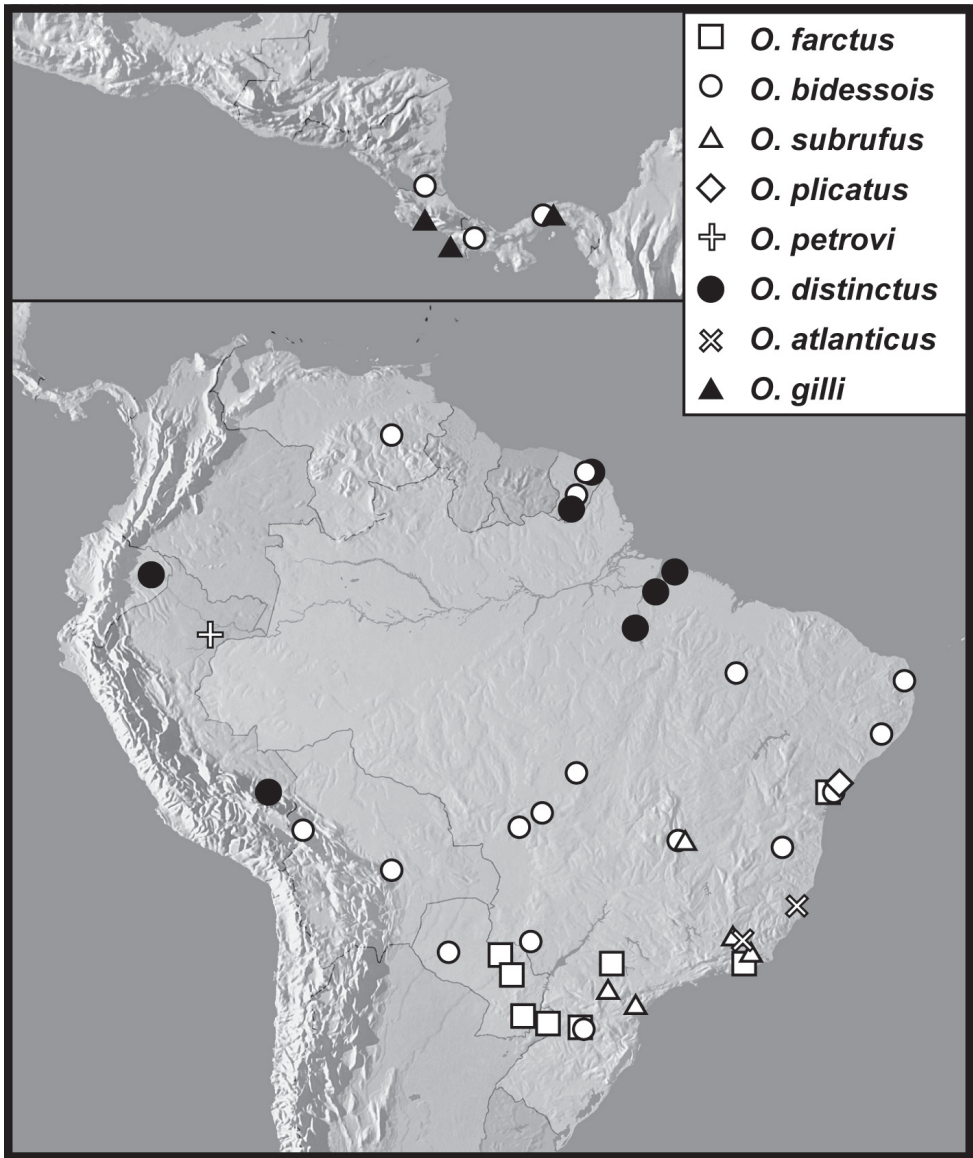 O. farctus
O. bidessois
O. subrufus
O. plicatus
O. petrovi
O. distinctus
O. atlanticus
O. gilli